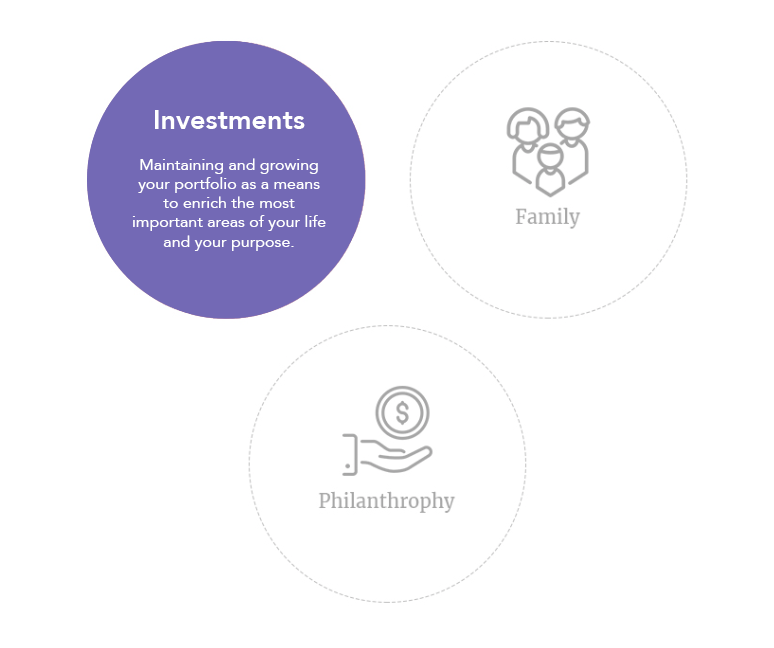 Investments
Maintaining and growing
your portfolio as a means
to enrich the most
important areas of your life
and your purpose.
Family
$
Philanthrophy